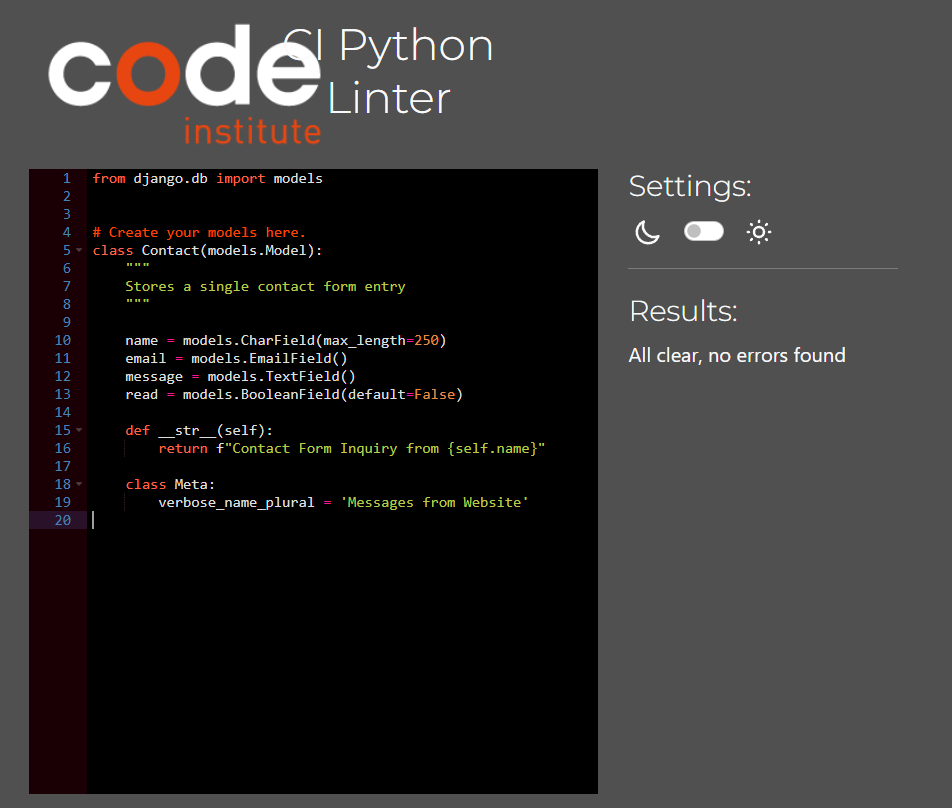 code
institute
CI Python
Linter
1 from django.db import models
2
3
4 # Create your models here.
5 class Contact(models.Model):
6     """
7     Stores a single contact form entry
8     """
9
10     name = models.CharField(max_length=250)
11     email = models.EmailField()
12     message = models.TextField()
13     read = models.BooleanField(default=False)
14
15     def __str__(self):
16         return f"Contact Form Inquiry from {self.name}"
17
18     class Meta:
19         verbose_name_plural = 'Messages from Website'
20
Settings:
Results:
All clear, no errors found